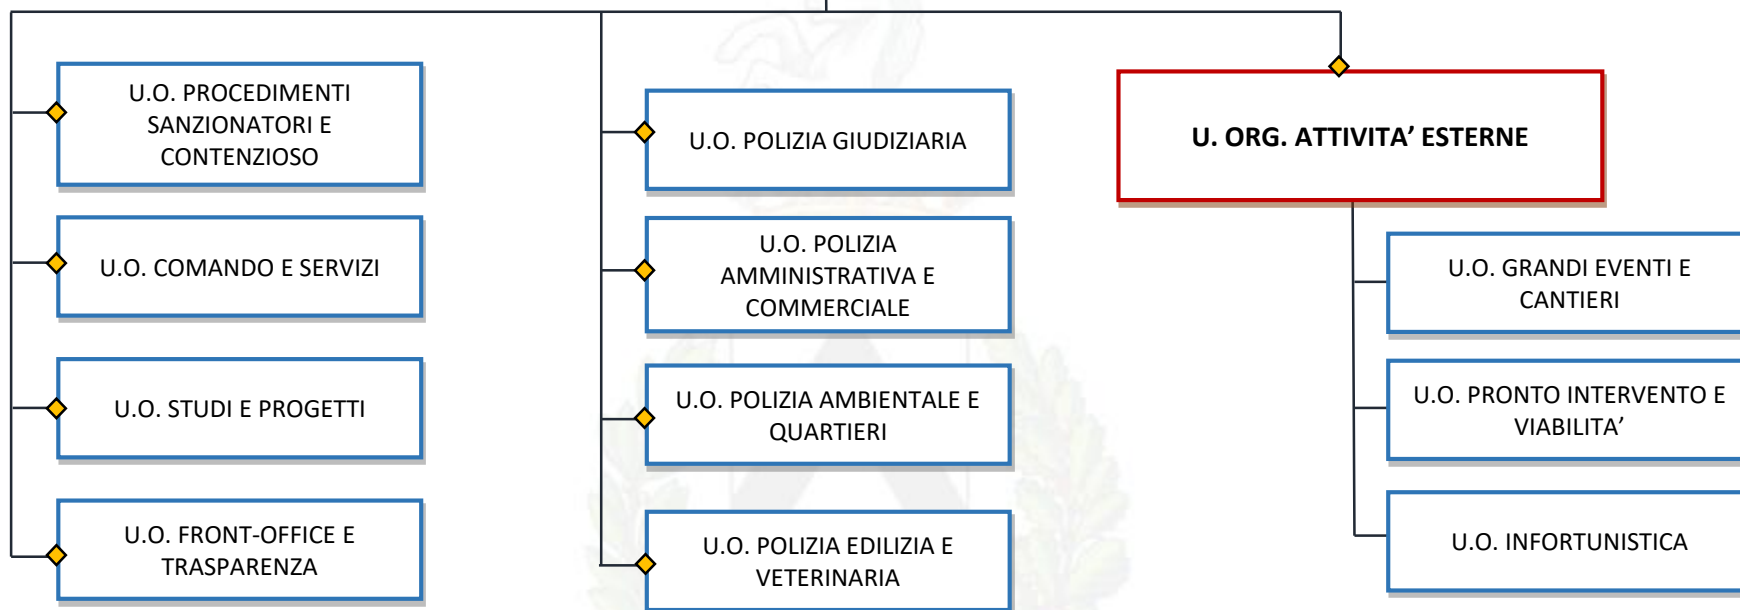 U.O. PROCEDIMENTI
SANZIONATORI E
CONTENZIOSO
U.O. COMANDO E SERVIZI
U.O. STUDI E PROGETTI
U.O. FRONT-OFFICE E
TRASPARENZA
U.O. POLIZIA GIUDIZIARIA
U.O. POLIZIA
AMMINISTRATIVA E
COMMERCIALE
U.O. POLIZIA AMBIENTALE E
QUARTIERI
U.O. POLIZIA EDILIZIA E
VETERINARIA
U. ORG. ATTIVITA’ ESTERNE
U.O. GRANDI EVENTI E
CANTIERI
U.O. PRONTO INTERVENTO E
VIABILITA’
U.O. INFORTUNISTICA